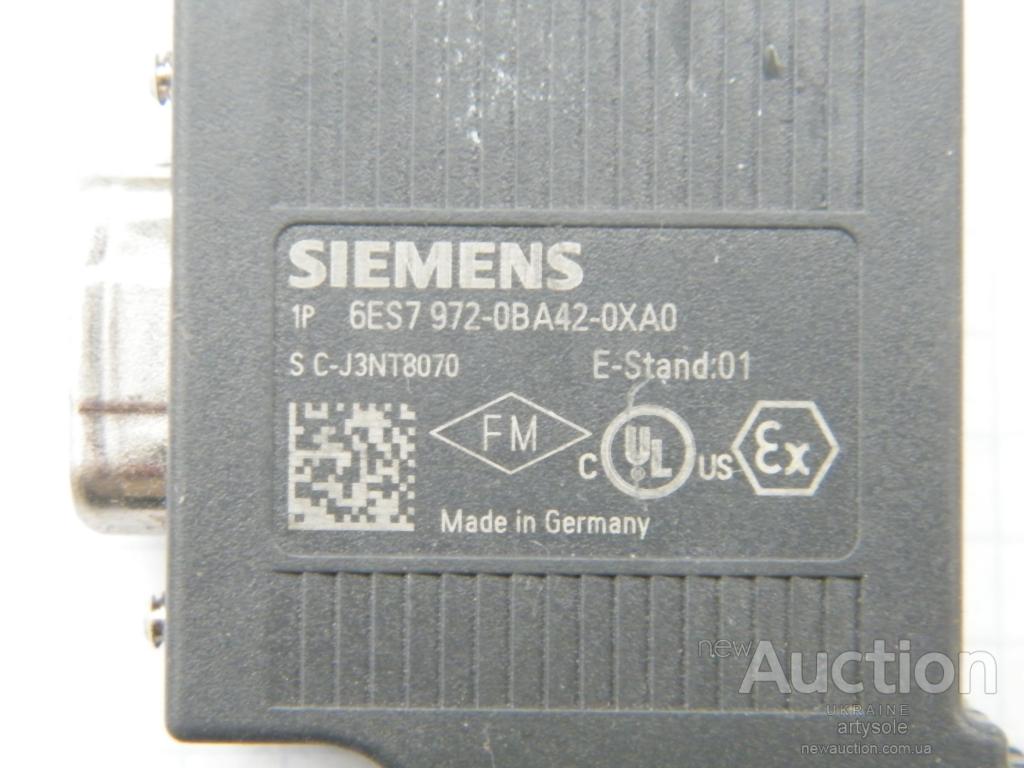 SIEMENS
1P 6ES7 972-0BA42-0XA0
S C-J3NT8070 E-Stand:01
FM C UL US Ex
Made in Germany
new Auction
UKRAINE
artysole
newauction.com.ua